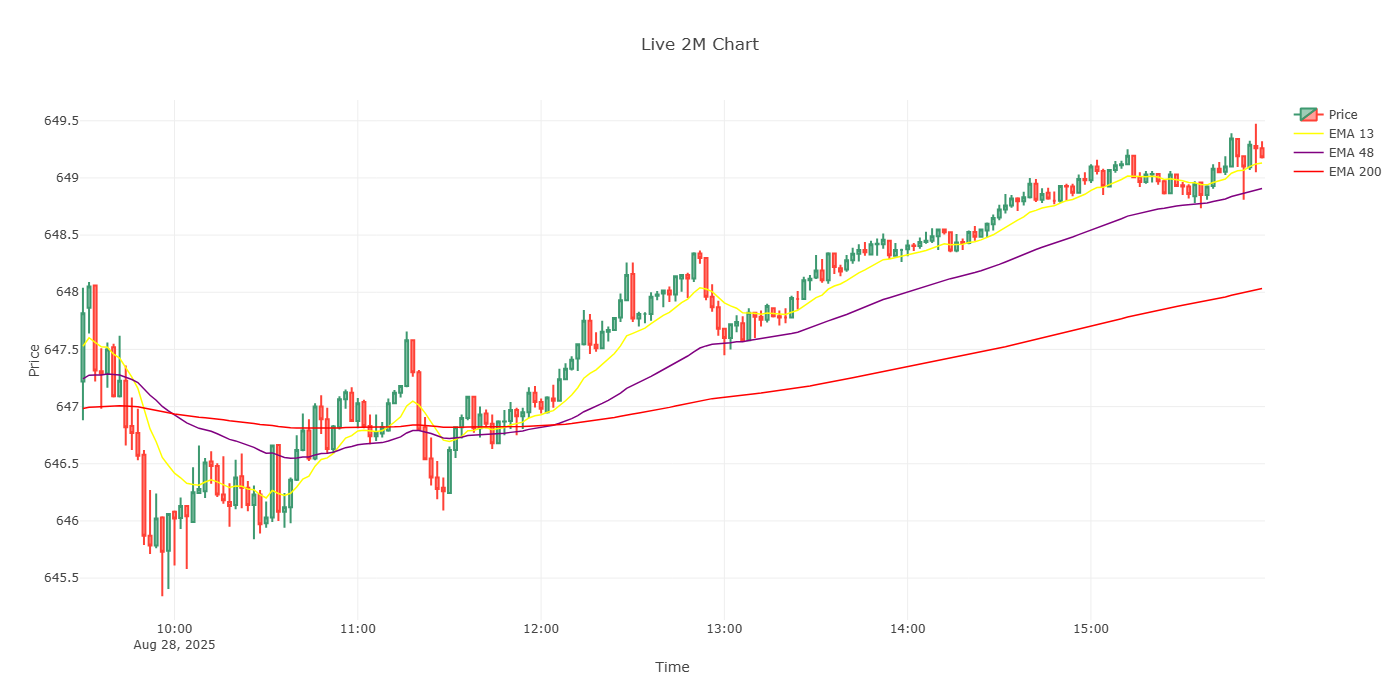 Live 2M Chart
Price
EMA 13
EMA 48
EMA 200
649.5
649
648.5
648
647.5
647
646.5
646
645.5
Price
10:00 11:00 12:00 13:00 14:00 15:00
Aug 28, 2025
Time